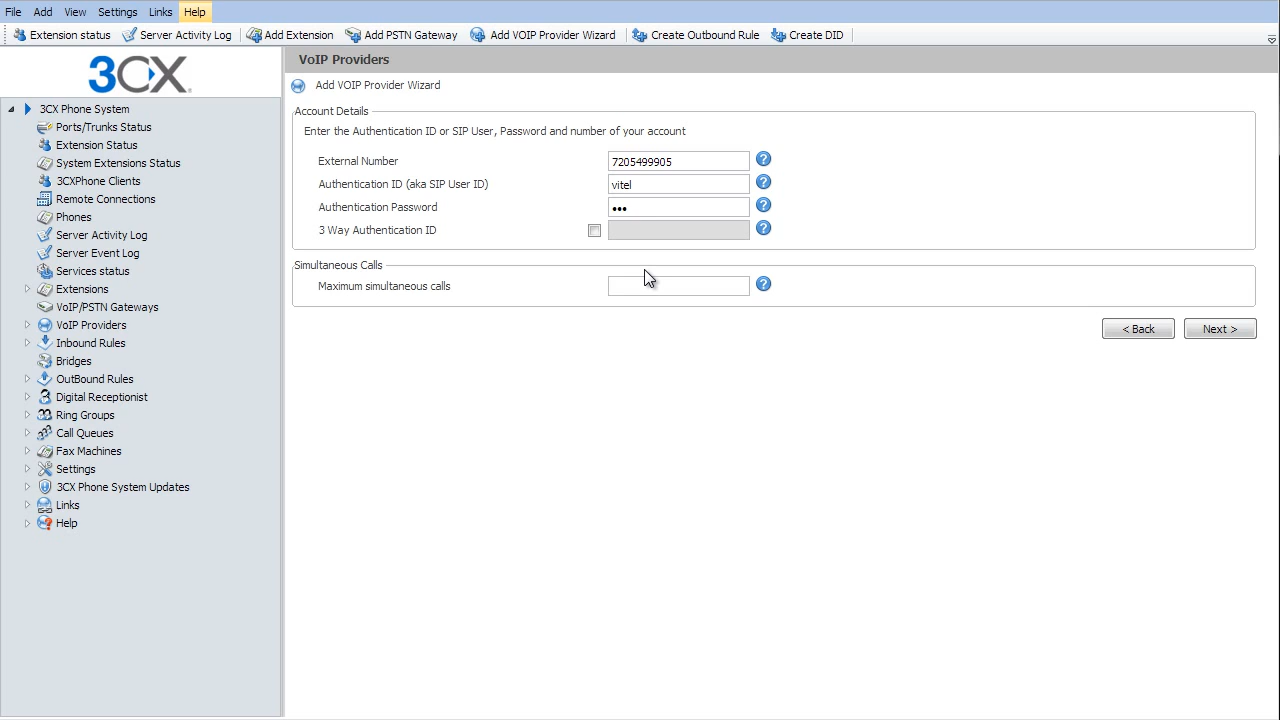 File Add View Settings Links Help
Extension status Server Activity Log Add Extension Add PSTN Gateway Add VOIP Provider Wizard Create Outbound Rule Create DID
3CX
3CX Phone System
Ports/Trunks Status
Extension Status
System Extensions Status
3CXPhone Clients
Remote Connections
Phones
Server Activity Log
Server Event Log
Services status
Extensions
VoIP/PSTN Gateways
VoIP Providers
Inbound Rules
Bridges
OutBound Rules
Digital Receptionist
Ring Groups
Call Queues
Fax Machines
Settings
3CX Phone System Updates
Links
Help
VoIP Providers
Add VOIP Provider Wizard
Account Details
Enter the Authentication ID or SIP User, Password and number of your account
External Number 7205499905
Authentication ID (aka SIP User ID) vitel
Authentication Password •••
3 Way Authentication ID
Simultaneous Calls
Maximum simultaneous calls
< Back Next >